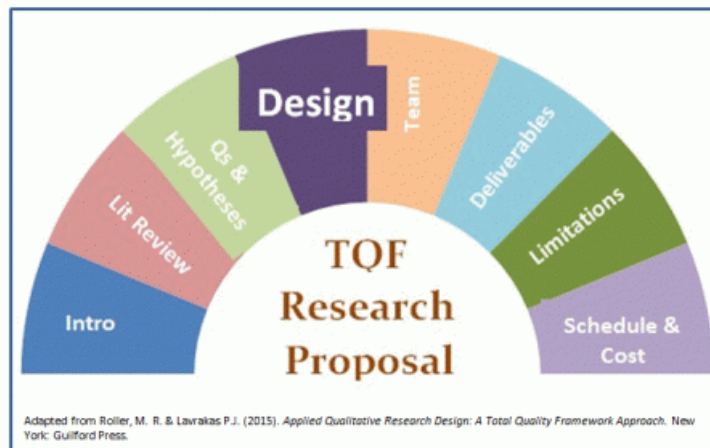 Intro
Lit Review
Qs &
Hypotheses
Design
Team
Deliverables
Limitations
Schedule &
Cost
TQF
Research
Proposal
Adapted from Roller, M. R. & Lavrakas P.J. (2015). Applied Qualitative Research Design: A Total Quality Framework Approach. New
York: Guilford Press.